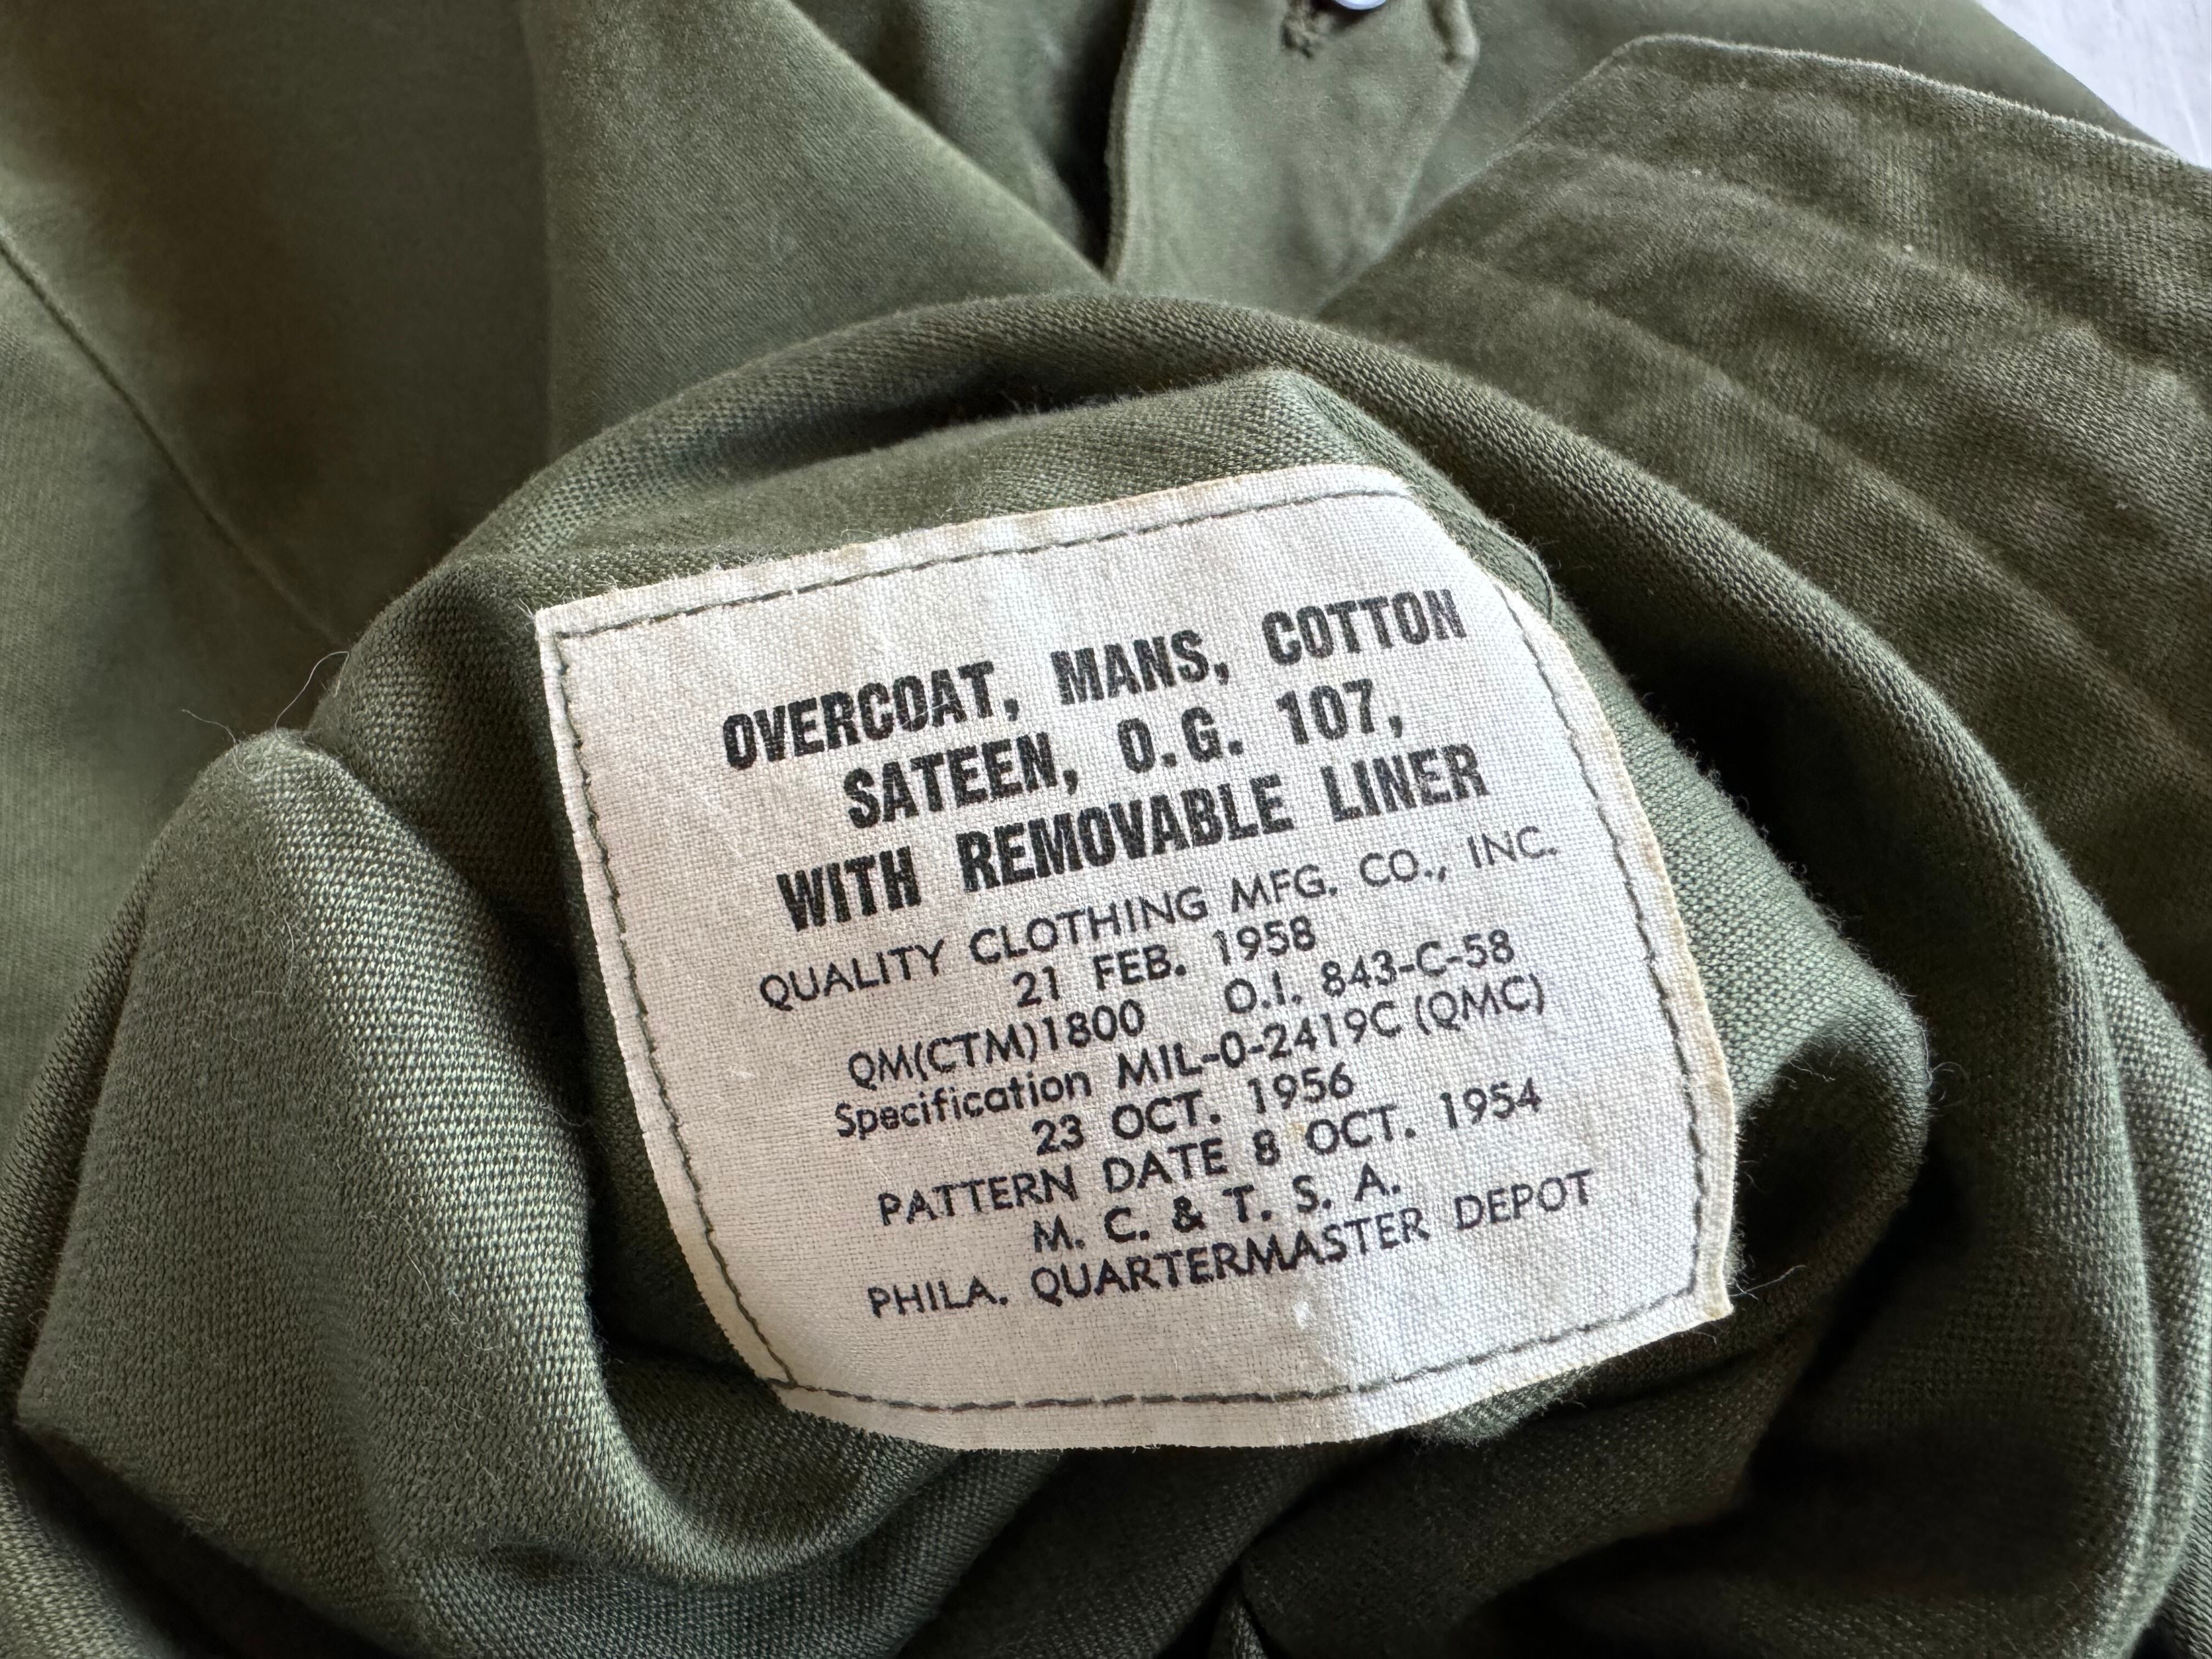 OVERCOAT, MANS, COTTON
SATEEN, O.G. 107,
WITH REMOVABLE LINER
QUALITY CLOTHING MFG. CO., INC.
21 FEB. 1958
QM(CTM)1800 O.I. 843-C-58
Specification MIL-O-2419C (QMC)
23 OCT. 1956
PATTERN DATE 8 OCT. 1954
M. C. & T. S. A.
PHILA. QUARTERMASTER DEPOT